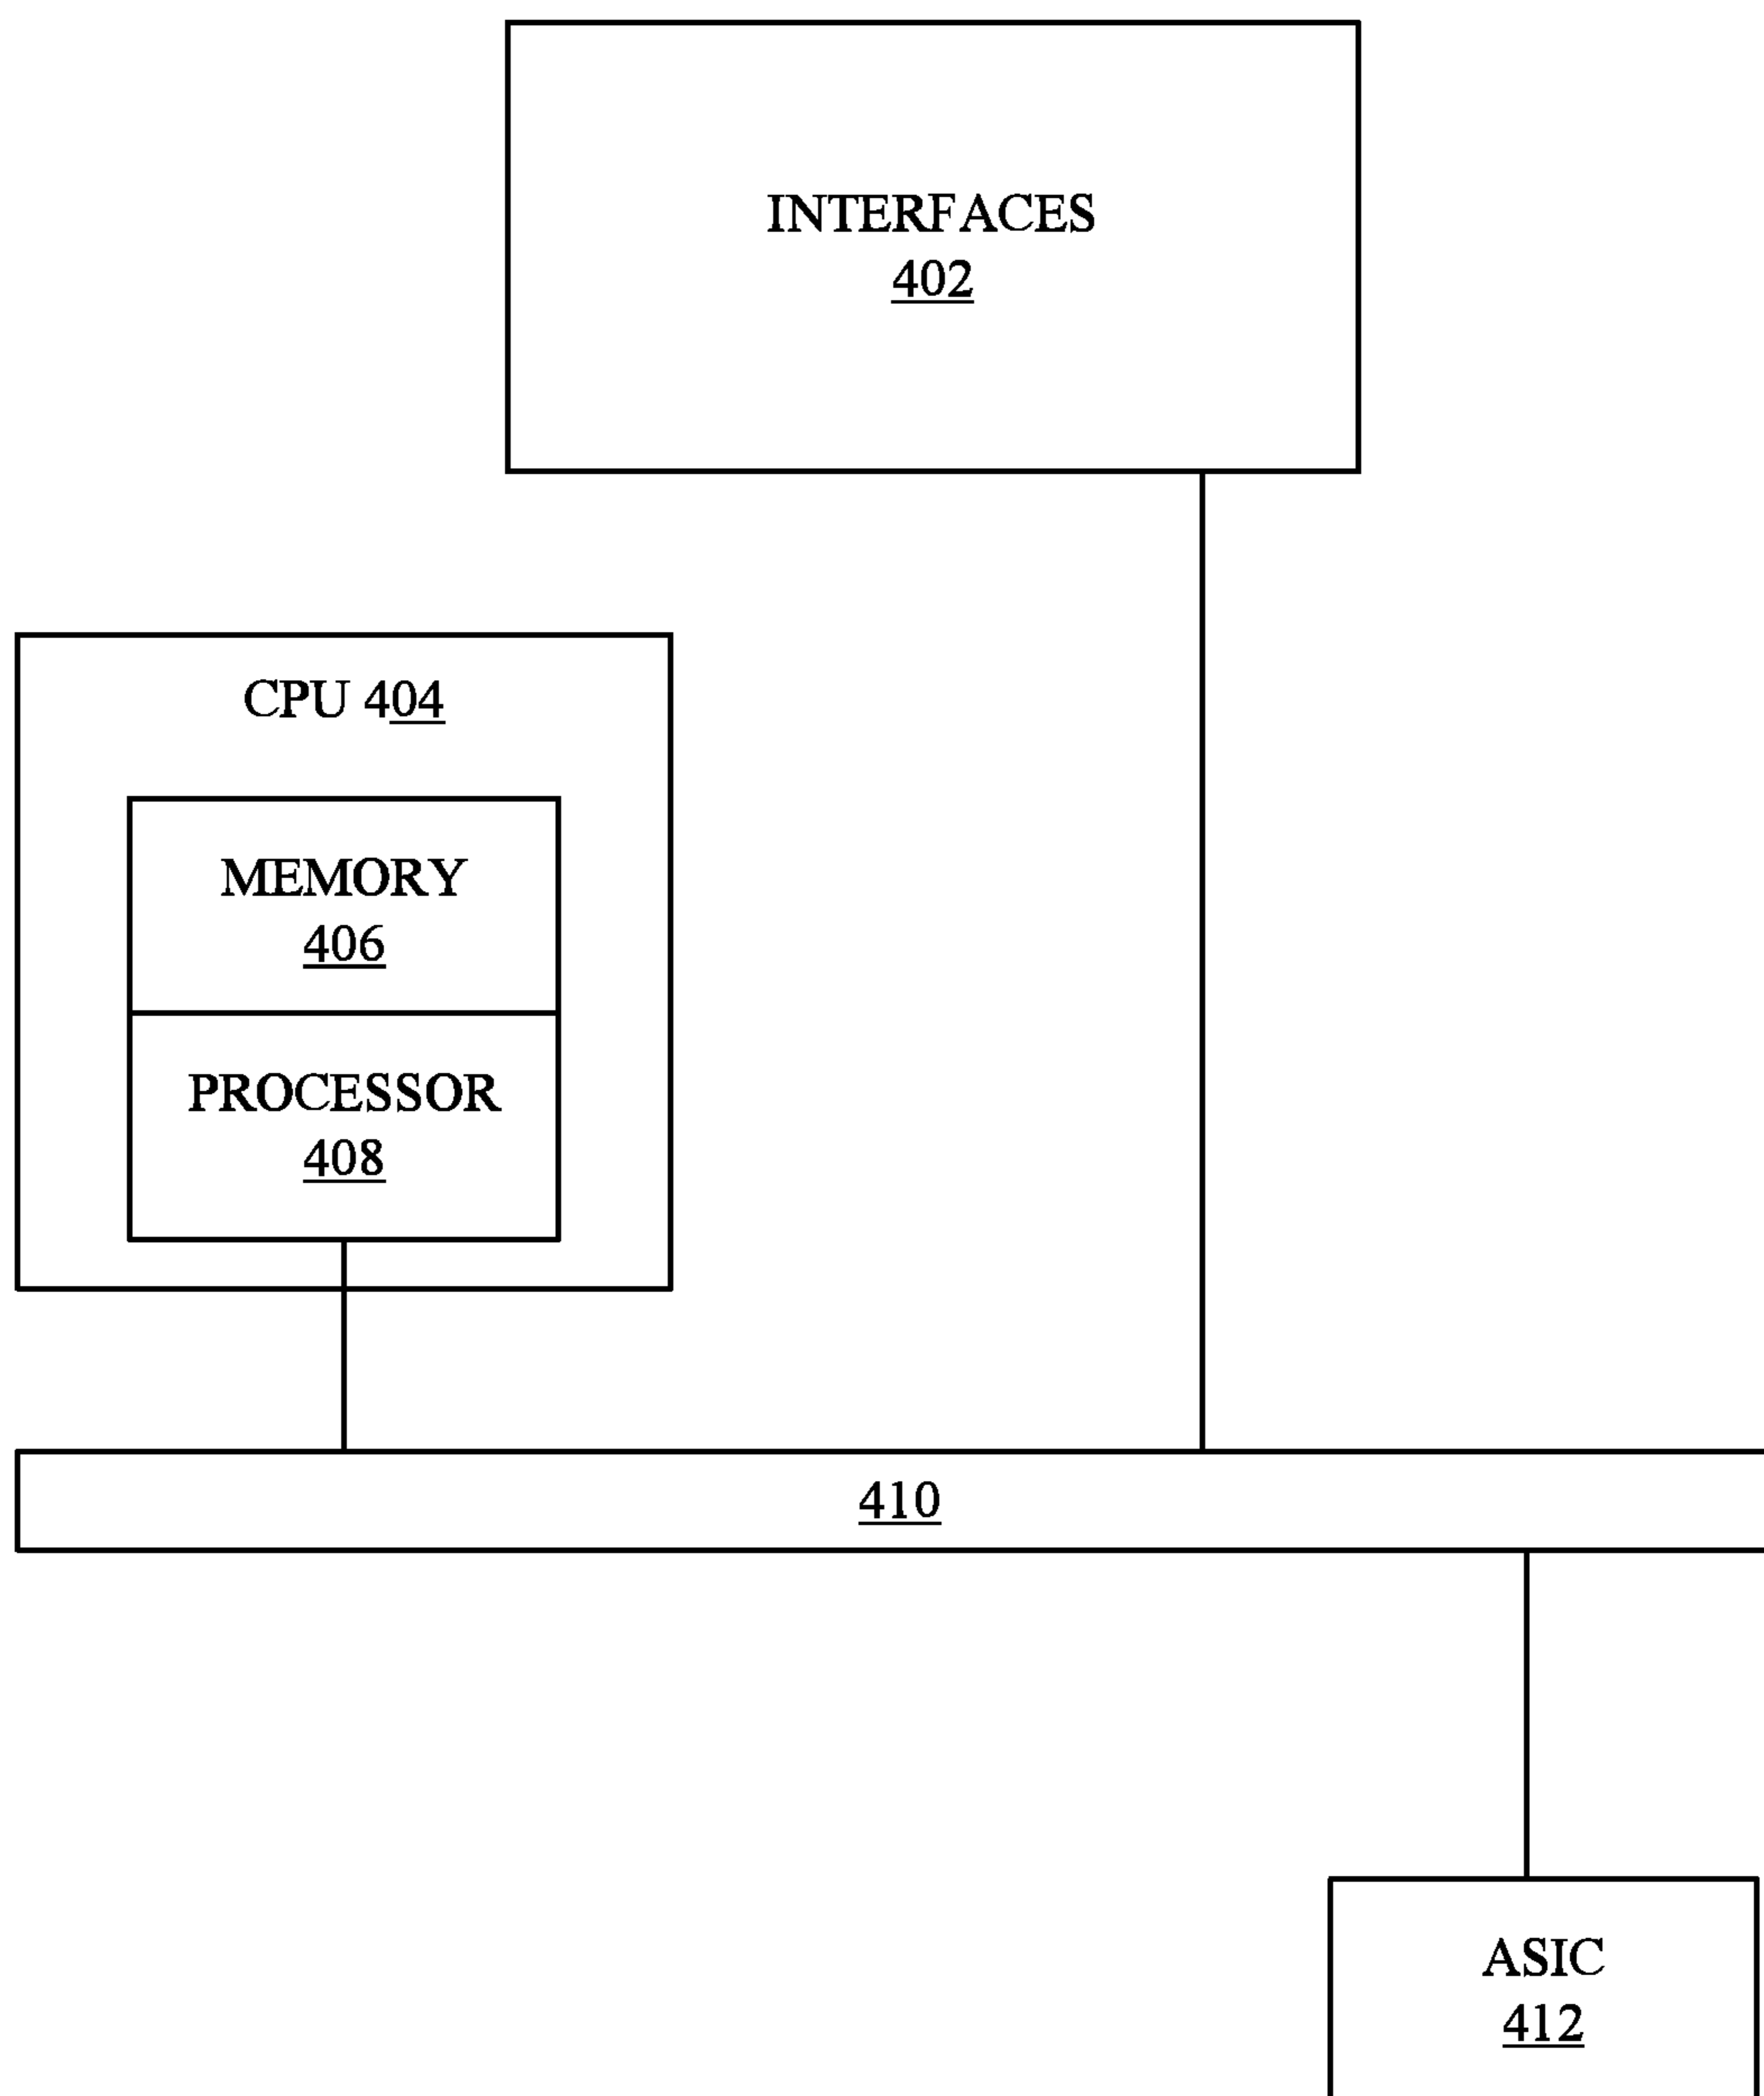 INTERFACES
402
CPU 404
MEMORY
406
PROCESSOR
408
410
ASIC
412